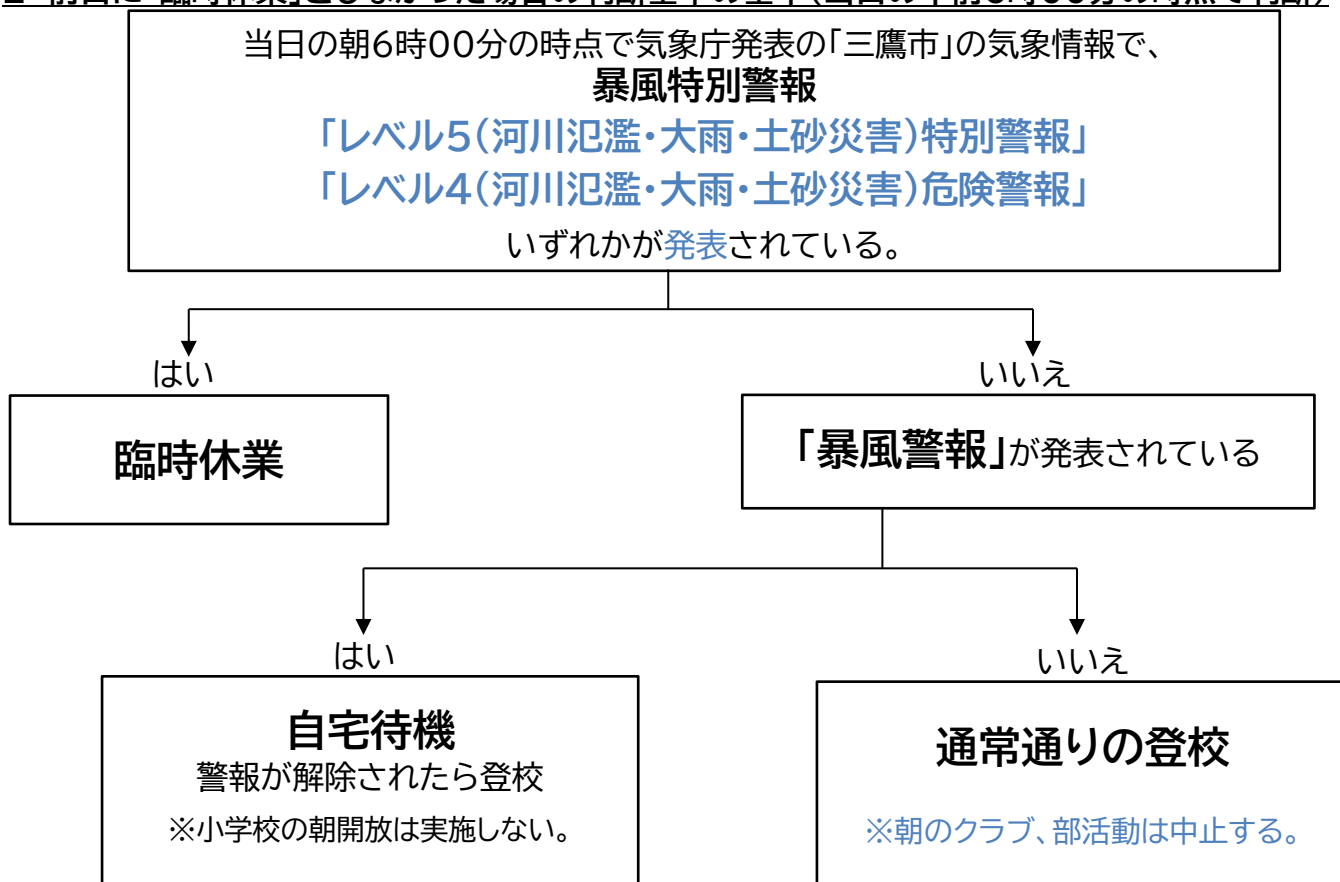 当日の朝6時00分の時点で気象庁発表の「三鷹市」の気象情報で、
暴風特別警報
「レベル5(河川氾濫・大雨・土砂災害)特別警報」
「レベル4(河川氾濫・大雨・土砂災害)危険警報」
いずれかが発表されている。
はい
いいえ
臨時休業
「暴風警報」が発表されている
はい
いいえ
自宅待機
警報が解除されたら登校
※小学校の朝開放は実施しない。
通常通りの登校
※朝のクラブ、部活動は中止する。